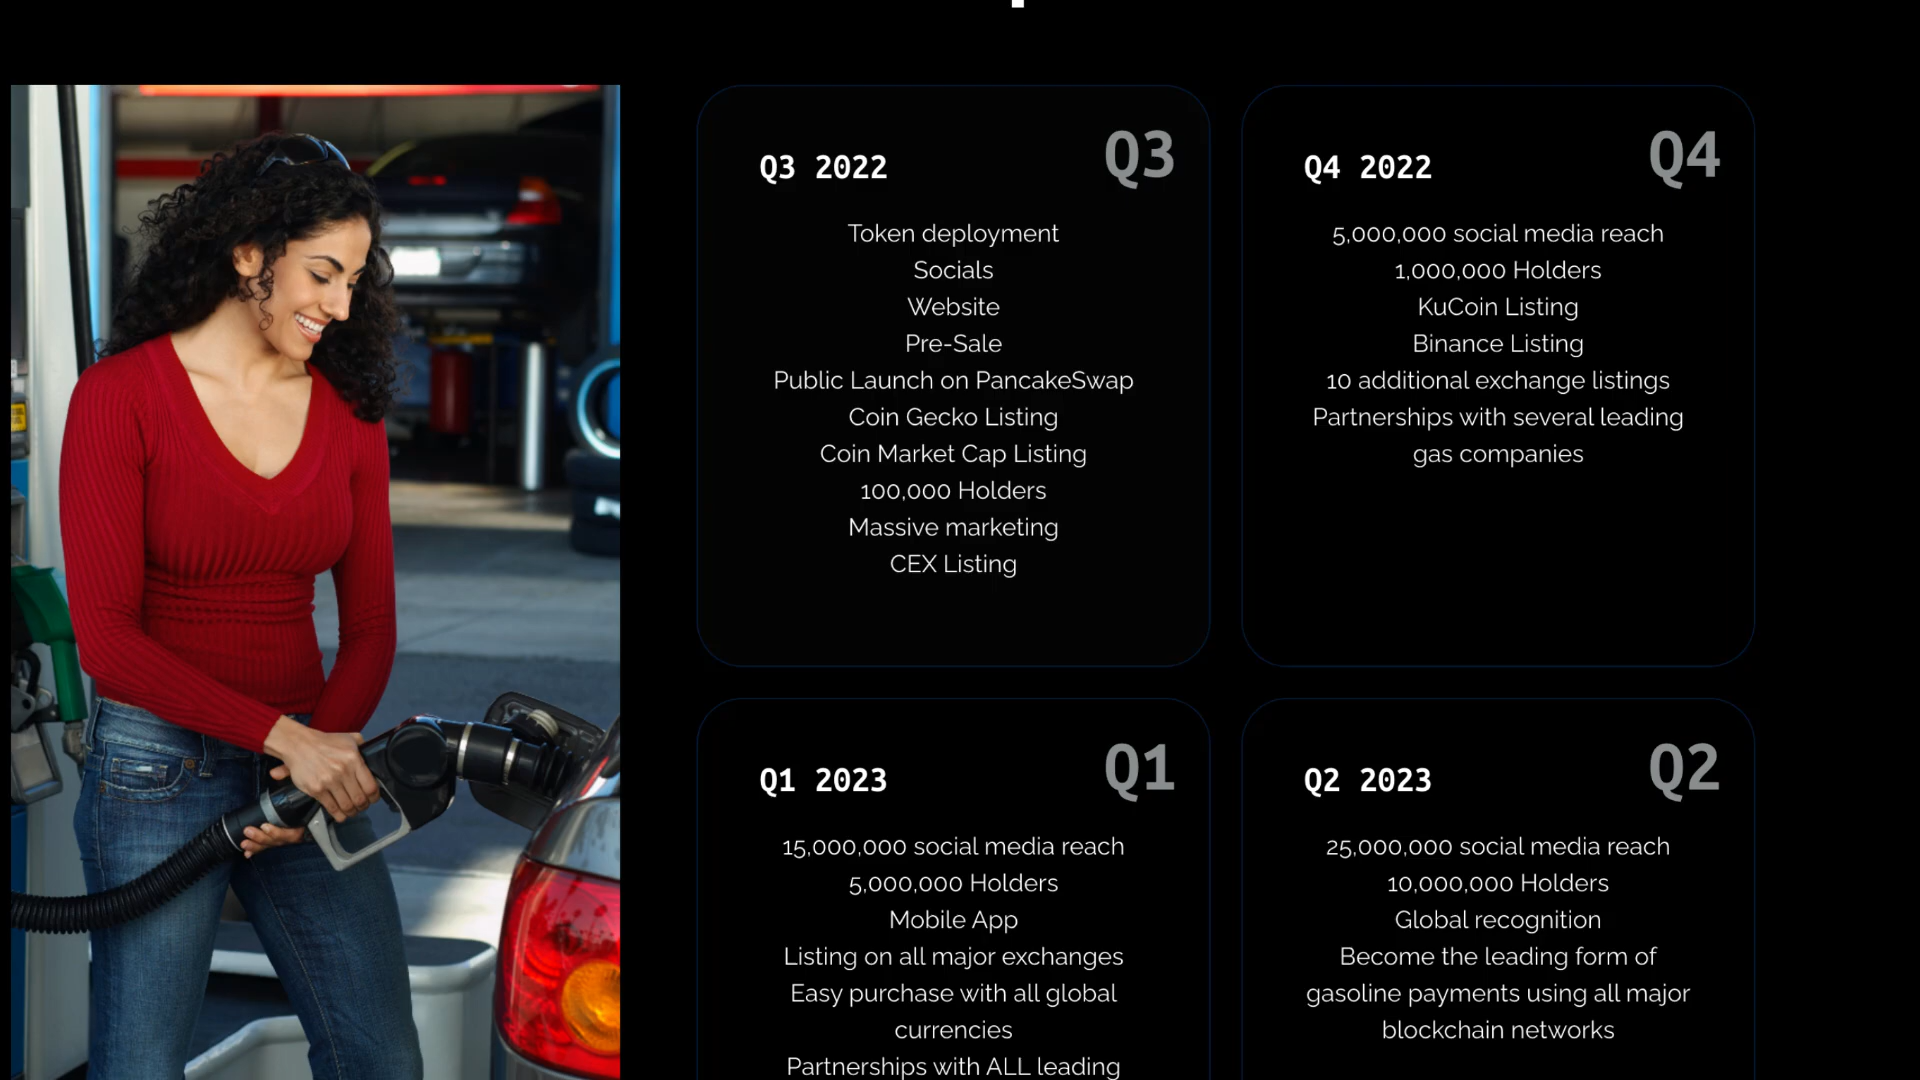 Q3 2022
Q3
Token deployment
Socials
Website
Pre-Sale
Public Launch on PancakeSwap
Coin Gecko Listing
Coin Market Cap Listing
100,000 Holders
Massive marketing
CEX Listing
Q4 2022
Q4
5,000,000 social media reach
1,000,000 Holders
KuCoin Listing
Binance Listing
10 additional exchange listings
Partnerships with several leading
gas companies
Q1 2023
Q1
15,000,000 social media reach
5,000,000 Holders
Mobile App
Listing on all major exchanges
Easy purchase with all global
currencies
Partnerships with ALL leading
Q2 2023
Q2
25,000,000 social media reach
10,000,000 Holders
Global recognition
Become the leading form of
gasoline payments using all major
blockchain networks